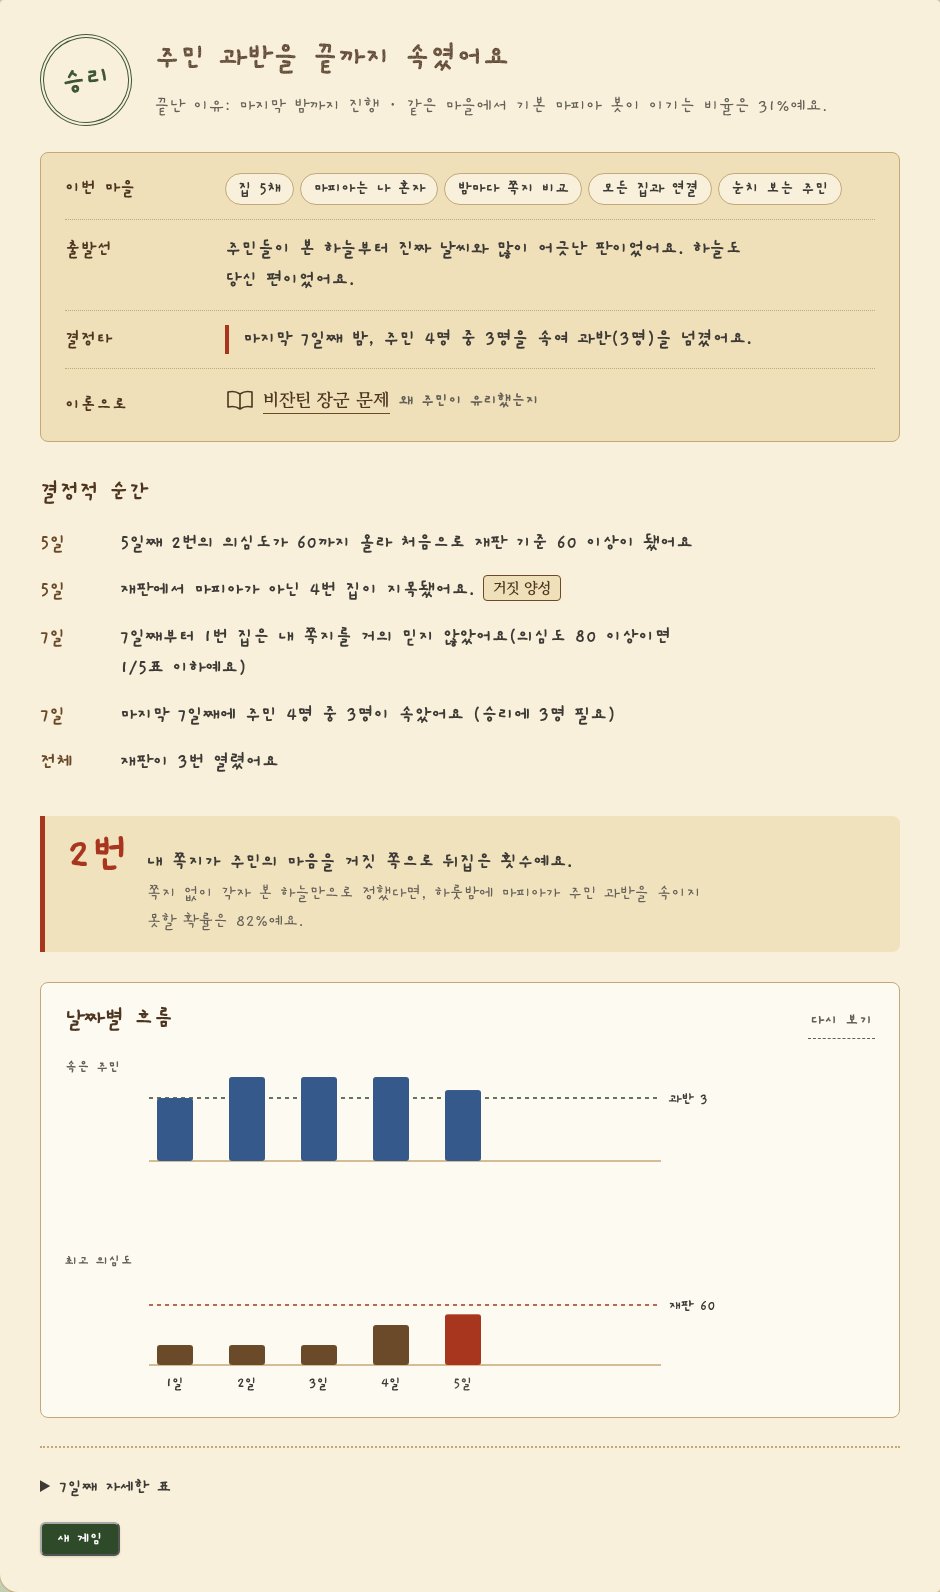 승리
주민 과반을 끝까지 속였어요
끝난 이유: 마지막 밤까지 진행 · 같은 마을에서 기본 마피아 봇이 이기는 비율은 31%예요.
이번 마을
집 5채
마피아는 나 혼자
밤마다 쪽지 비교
모든 집과 연결
눈치 보는 주민
출발선
주민들이 본 하늘부터 진짜 날씨와 많이 어긋난 판이었어요. 하늘도
당신 편이었어요.
결정타
마지막 7일째 밤, 주민 4명 중 3명을 속여 과반(3명)을 넘겼어요.
이론으로
비잔틴 장군 문제 왜 주민이 유리했는지
결정적 순간
5일 5일째 2번의 의심도가 60까지 올라 처음으로 재판 기준 60 이상이 됐어요
5일 재판에서 마피아가 아닌 4번 집이 지목됐어요. 거짓 양성
7일 7일째부터 1번 집은 내 쪽지를 거의 믿지 않았어요(의심도 80 이상이면
1/5표 이하예요)
7일 마지막 7일째에 주민 4명 중 3명이 속았어요 (승리에 3명 필요)
전체 재판이 3번 열렸어요
2번
내 쪽지가 주민의 마음을 거짓 쪽으로 뒤집은 횟수예요.
쪽지 없이 각자 본 하늘만으로 정했다면, 하룻밤에 마피아가 주민 과반을 속이지
못할 확률은 82%예요.
날짜별 흐름
다시 보기
속은 주민
과반 3
최고 의심도
재판 60
1일 2일 3일 4일 5일
▶ 7일째 자세한 표
새 게임